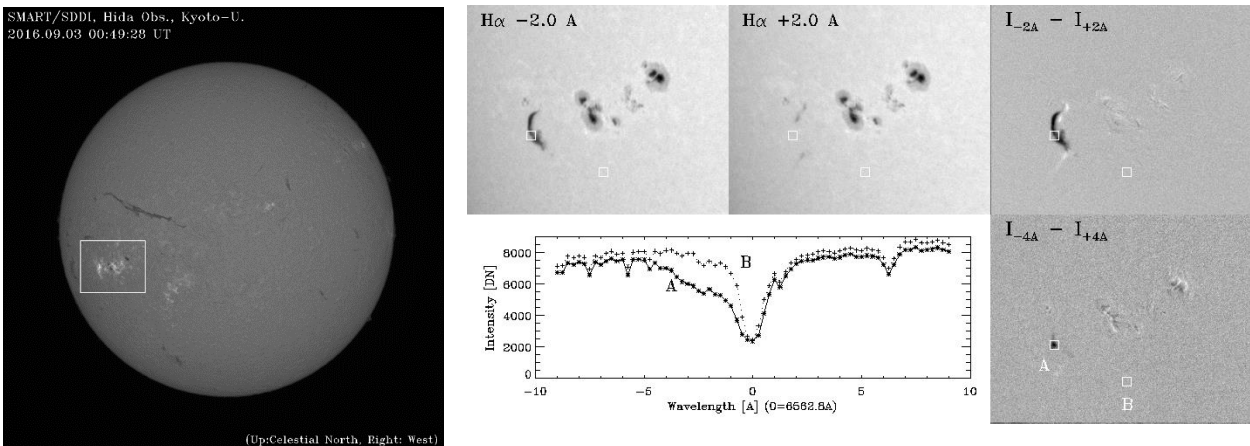 SMART/SDDI, Hida Obs., Kyoto-U.
2016.09.03 00:49:28 UT
(Up:Celestial North, Right: West)
Hα -2.0 A
Hα +2.0 A
I-2A - I+2A
I-4A - I+4A
A
B
Intensity [DN]
8000
6000
4000
2000
0
B
A
-10
-5
0
5
10
Wavelength [A] (0=6562.8A)